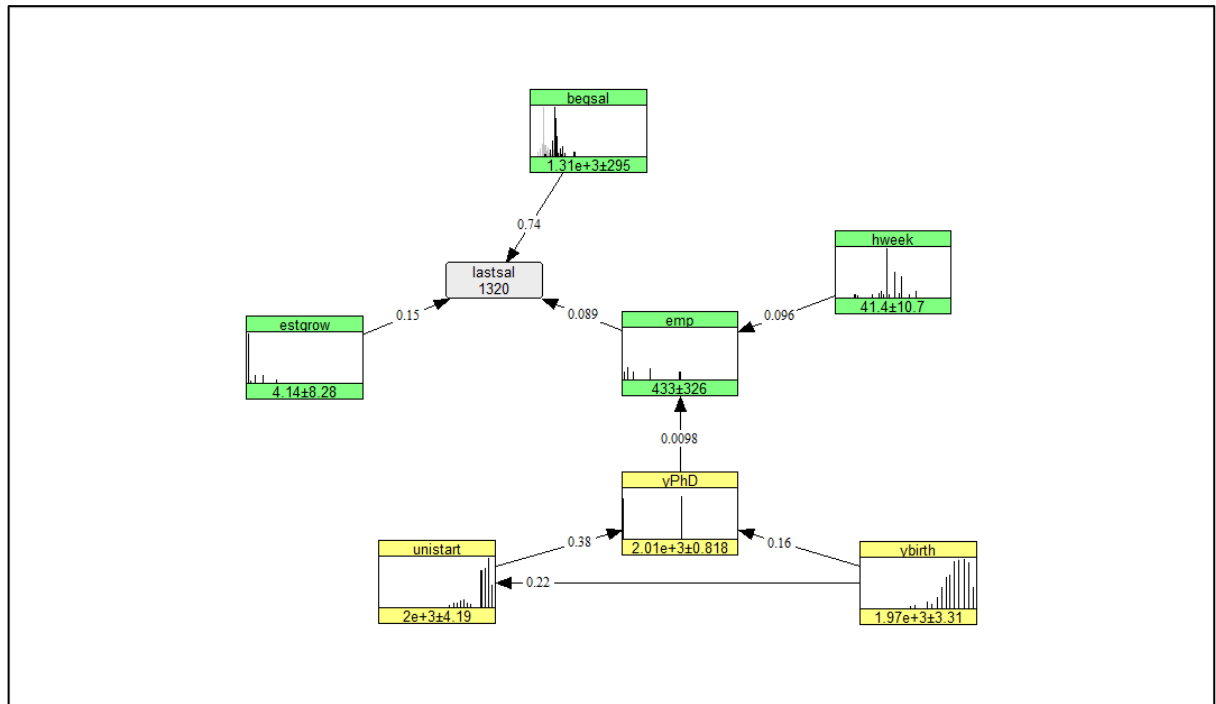 begsal
1.31e+3±295
0.74
lastsal
1320
hweek
41.4±10.7
estgrow
4.14±8.28
0.15
0.089
emp
433±326
0.096
0.0098
yPhD
2.01e+3±0.818
unistart
2e+3±4.19
0.38
0.16
ybirth
1.97e+3±3.31
0.22